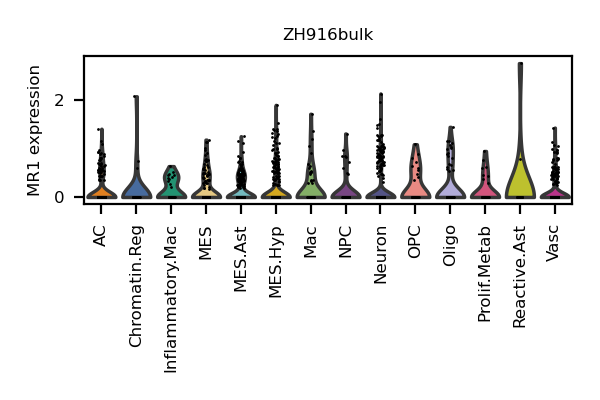 ZH916bulk
MR1 expression
2
0
AC
Chromatin.Reg
Inflammatory.Mac
MES
MES.Ast
MES.Hyp
Mac
NPC
Neuron
OPC
Oligo
Prolif.Metab
Reactive.Ast
Vasc